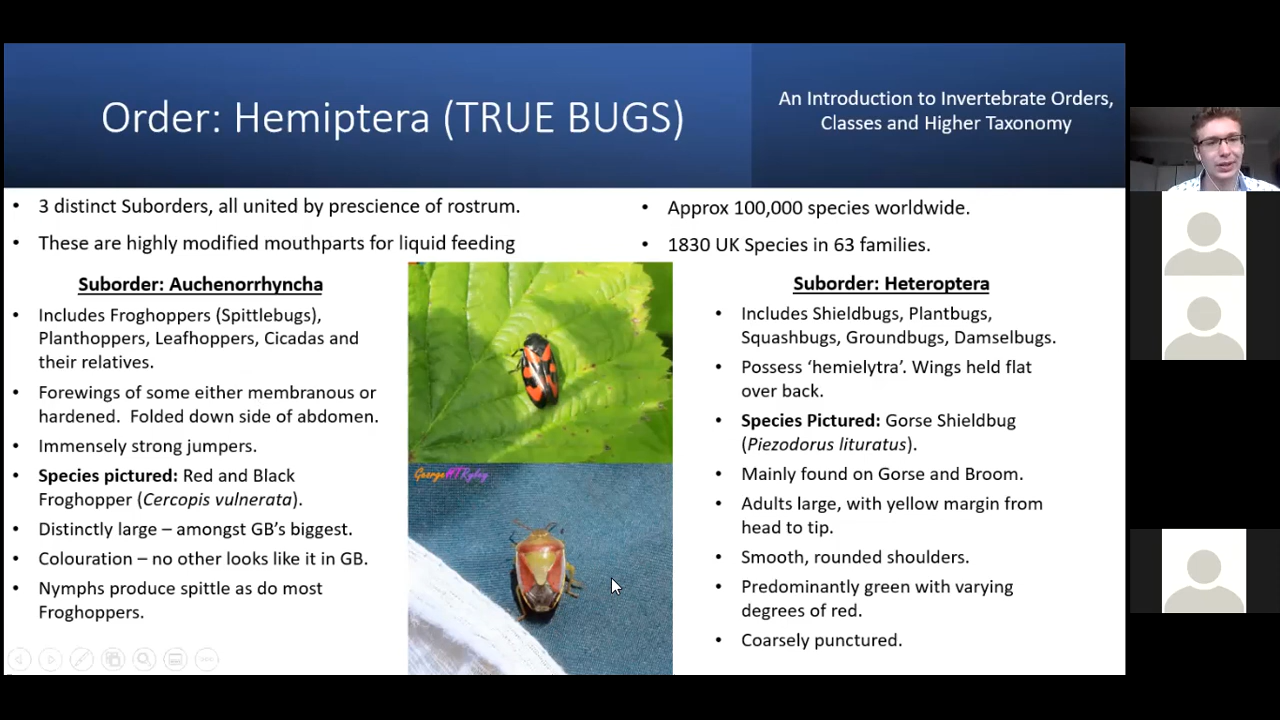 Order: Hemiptera (TRUE BUGS)
An Introduction to Invertebrate Orders,
Classes and Higher Taxonomy
• 3 distinct Suborders, all united by prescience of rostrum.
• These are highly modified mouthparts for liquid feeding
• Approx 100,000 species worldwide.
• 1830 UK Species in 63 families.
Suborder: Auchenorrhyncha
• Includes Froghoppers (Spittlebugs),
Planthoppers, Leafhoppers, Cicadas and
their relatives.
• Forewings of some either membranous or
hardened. Folded down side of abdomen.
• Immensely strong jumpers.
• Species pictured: Red and Black
Froghopper (Cercopis vulnerata).
• Distinctly large – amongst GB's biggest.
• Colouration – no other looks like it in GB.
• Nymphs produce spittle as do most
Froghoppers.
Suborder: Heteroptera
• Includes Shieldbugs, Plantbugs,
Squashbugs, Groundbugs, Damselbugs.
• Possess ‘hemielytra’. Wings held flat
over back.
• Species Pictured: Gorse Shieldbug
(Piezodorus lituratus).
• Mainly found on Gorse and Broom.
• Adults large, with yellow margin from
head to tip.
• Smooth, rounded shoulders.
• Predominantly green with varying
degrees of red.
• Coarsely punctured.